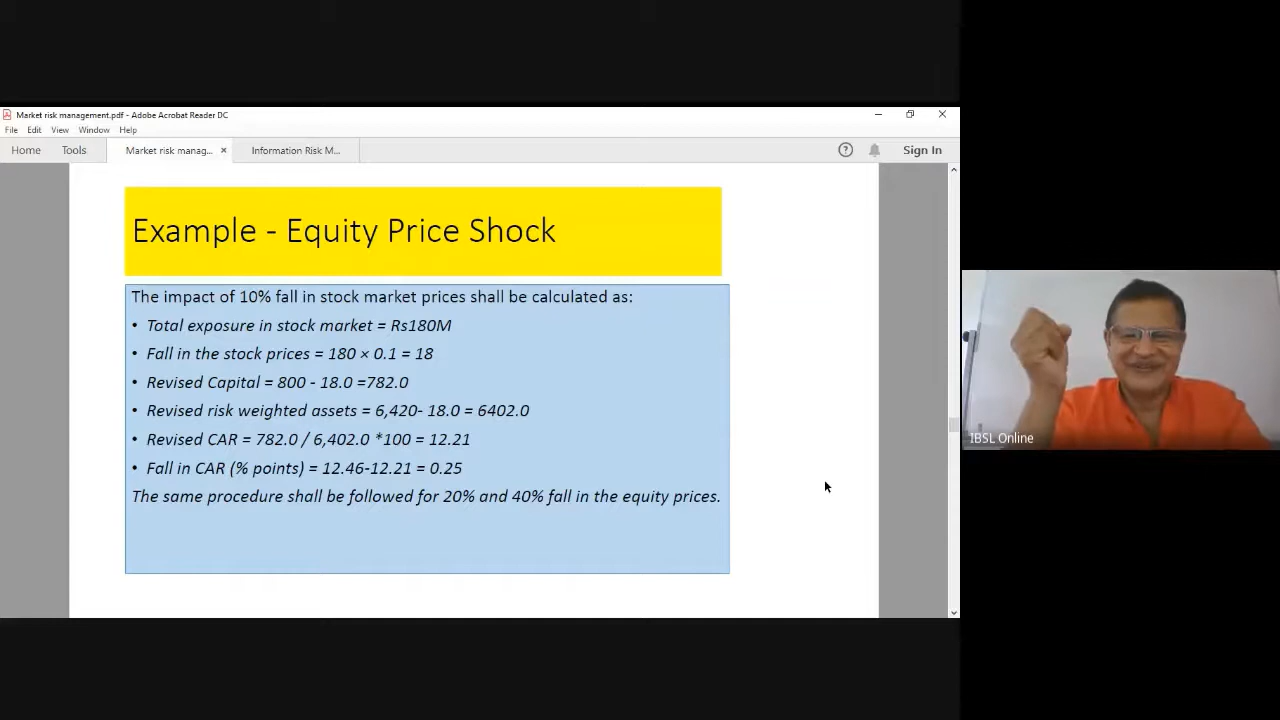 Market risk management.pdf - Adobe Acrobat Reader DC
File Edit View Window Help
Home Tools Market risk manag... × Information Risk M... ? Sign In
Example - Equity Price Shock
The impact of 10% fall in stock market prices shall be calculated as:
• Total exposure in stock market = Rs180M
• Fall in the stock prices = 180 × 0.1 = 18
• Revised Capital = 800 - 18.0 =782.0
• Revised risk weighted assets = 6,420- 18.0 = 6402.0
• Revised CAR = 782.0 / 6,402.0 *100 = 12.21
• Fall in CAR (% points) = 12.46-12.21 = 0.25
The same procedure shall be followed for 20% and 40% fall in the equity prices.
IBSL Online